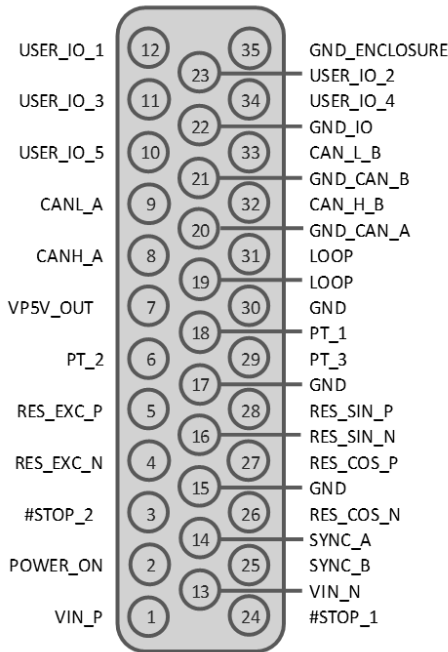 USER_IO_1 12 35 GND_ENCLOSURE
23 USER_IO_2
USER_IO_3 11 34 USER_IO_4
22 GND_IO
USER_IO_5 10 33 CAN_L_B
21 GND_CAN_B
CANL_A 9 32 CAN_H_B
20 GND_CAN_A
CANH_A 8 31 LOOP
19 LOOP
VP5V_OUT 7 30 GND
18 PT_1
PT_2 6 29 PT_3
17 GND
RES_EXC_P 5 28 RES_SIN_P
16 RES_SIN_N
RES_EXC_N 4 27 RES_COS_P
15 GND
#STOP_2 3 26 RES_COS_N
14 SYNC_A
POWER_ON 2 25 SYNC_B
13 VIN_N
VIN_P 1 24 #STOP_1